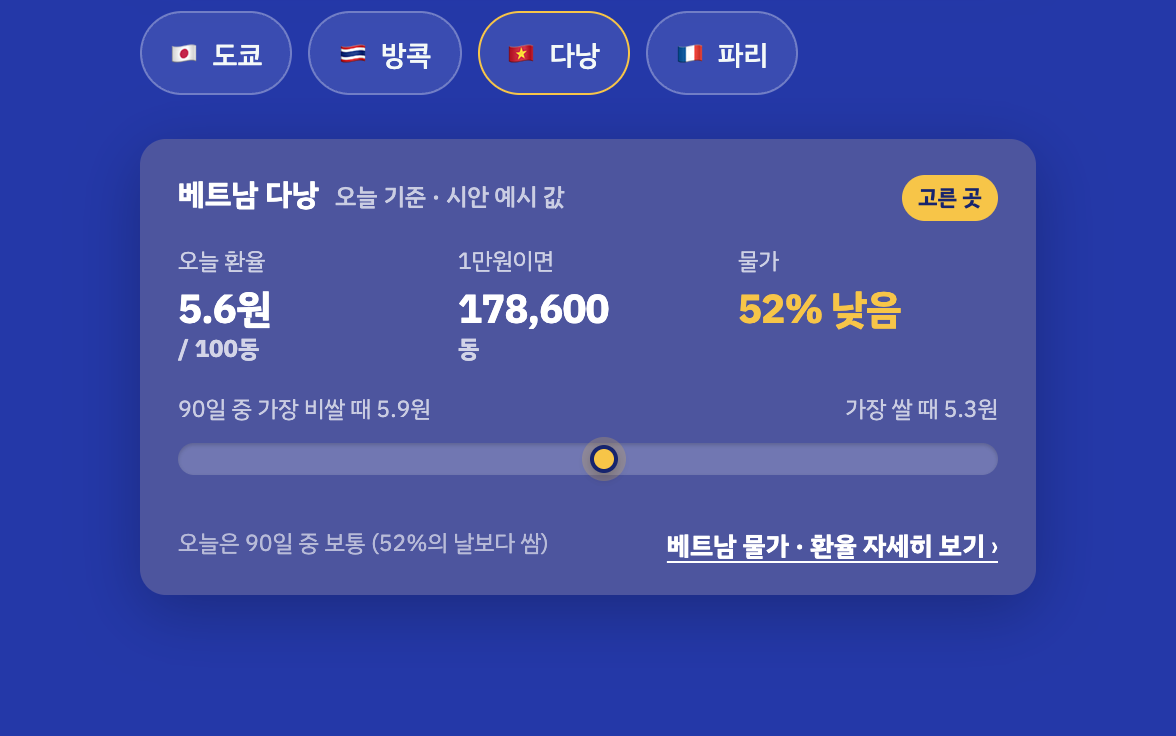 도쿄 방콕 다낭 파리
베트남 다낭 오늘 기준 · 시안 예시 값 고른 곳
오늘 환율 1만원이면 물가
5.6원 178,600 52% 낮음
/ 100동 동
90일 중 가장 비쌀 때 5.9원 가장 쌀 때 5.3원
오늘은 90일 중 보통 (52%의 날보다 쌈) 베트남 물가 · 환율 자세히 보기 ›